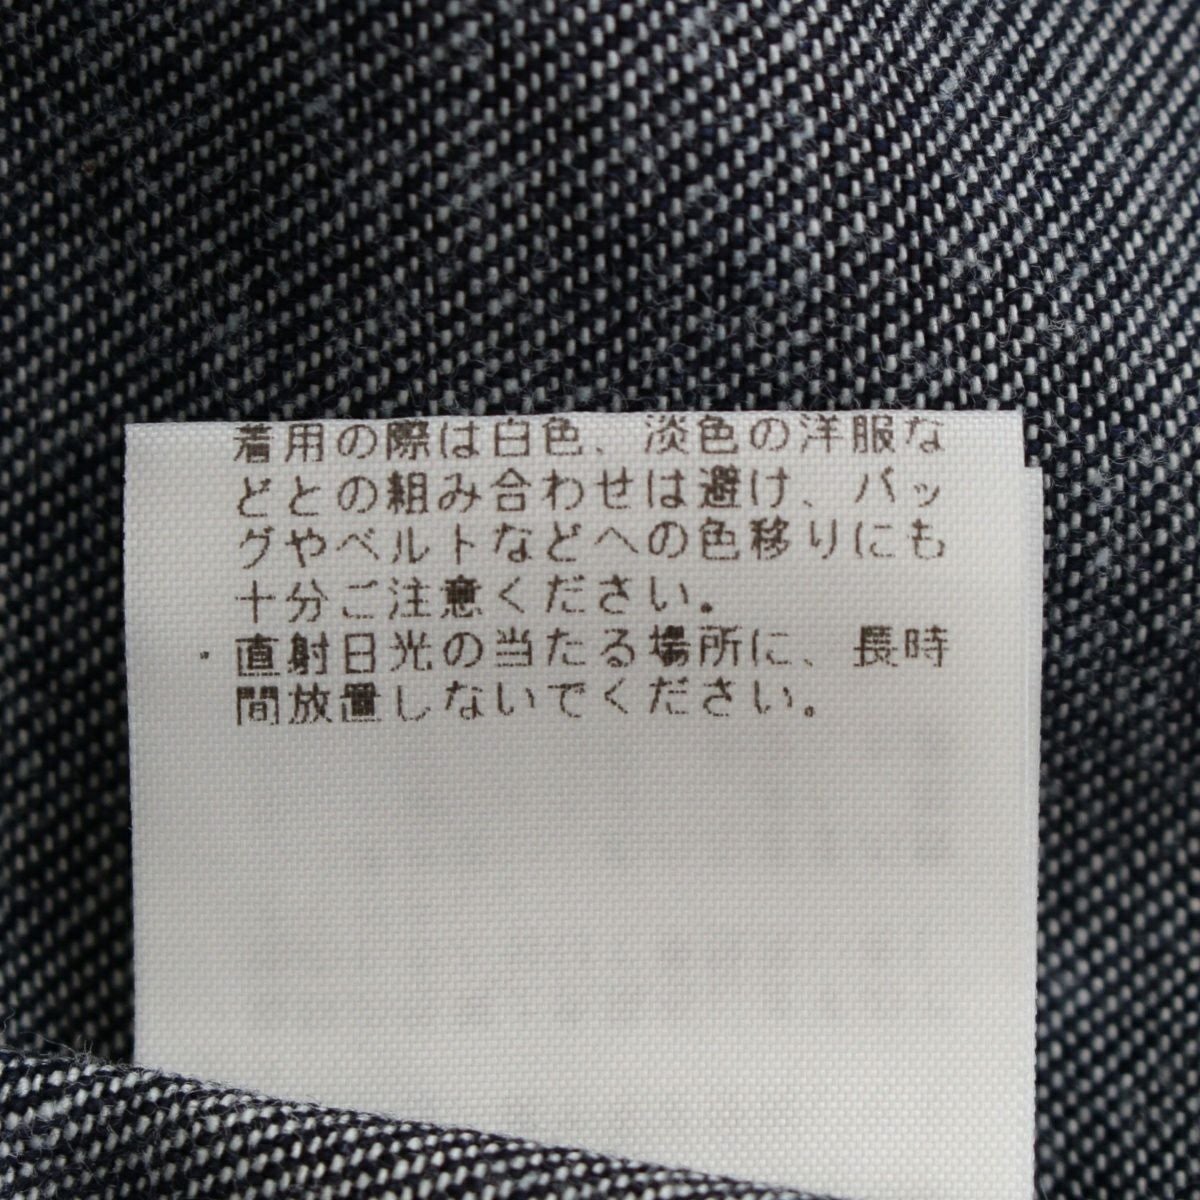 着用の際は白色、淡色の洋服な
どとの組み合わせは避け、バッ
グやベルトなどへの色移りにも
十分ご注意ください。
・直射日光の当たる場所に、長時
間放置しないでください。